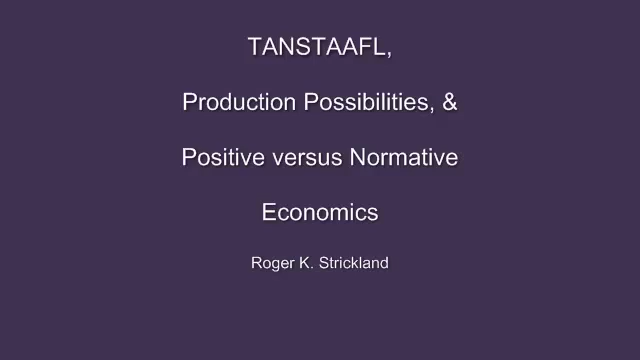 TANSTAAFL,
Production Possibilities, &
Positive versus Normative
Economics
Roger K. Strickland